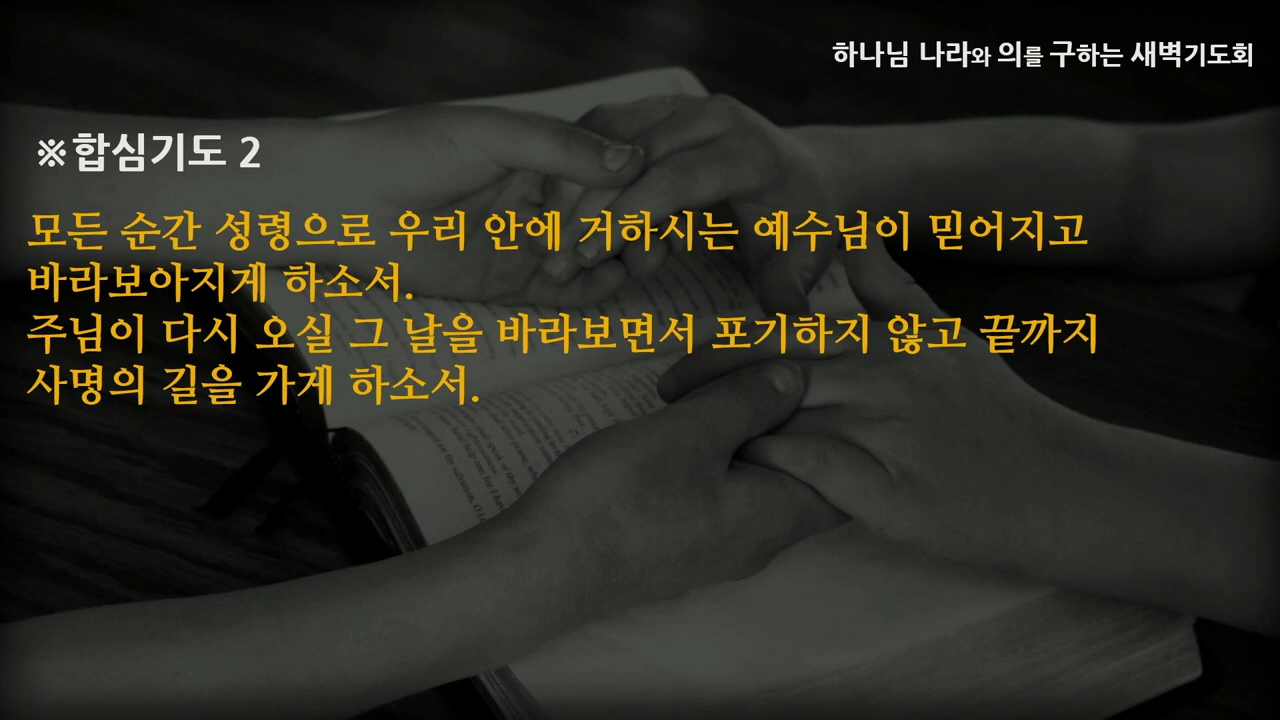 하나님 나라와 의를 구하는 새벽기도회
※합심기도 2
모든 순간 성령으로 우리 안에 거하시는 예수님이 믿어지고
바라보아지게 하소서.
주님이 다시 오실 그 날을 바라보면서 포기하지 않고 끝까지
사명의 길을 가게 하소서.